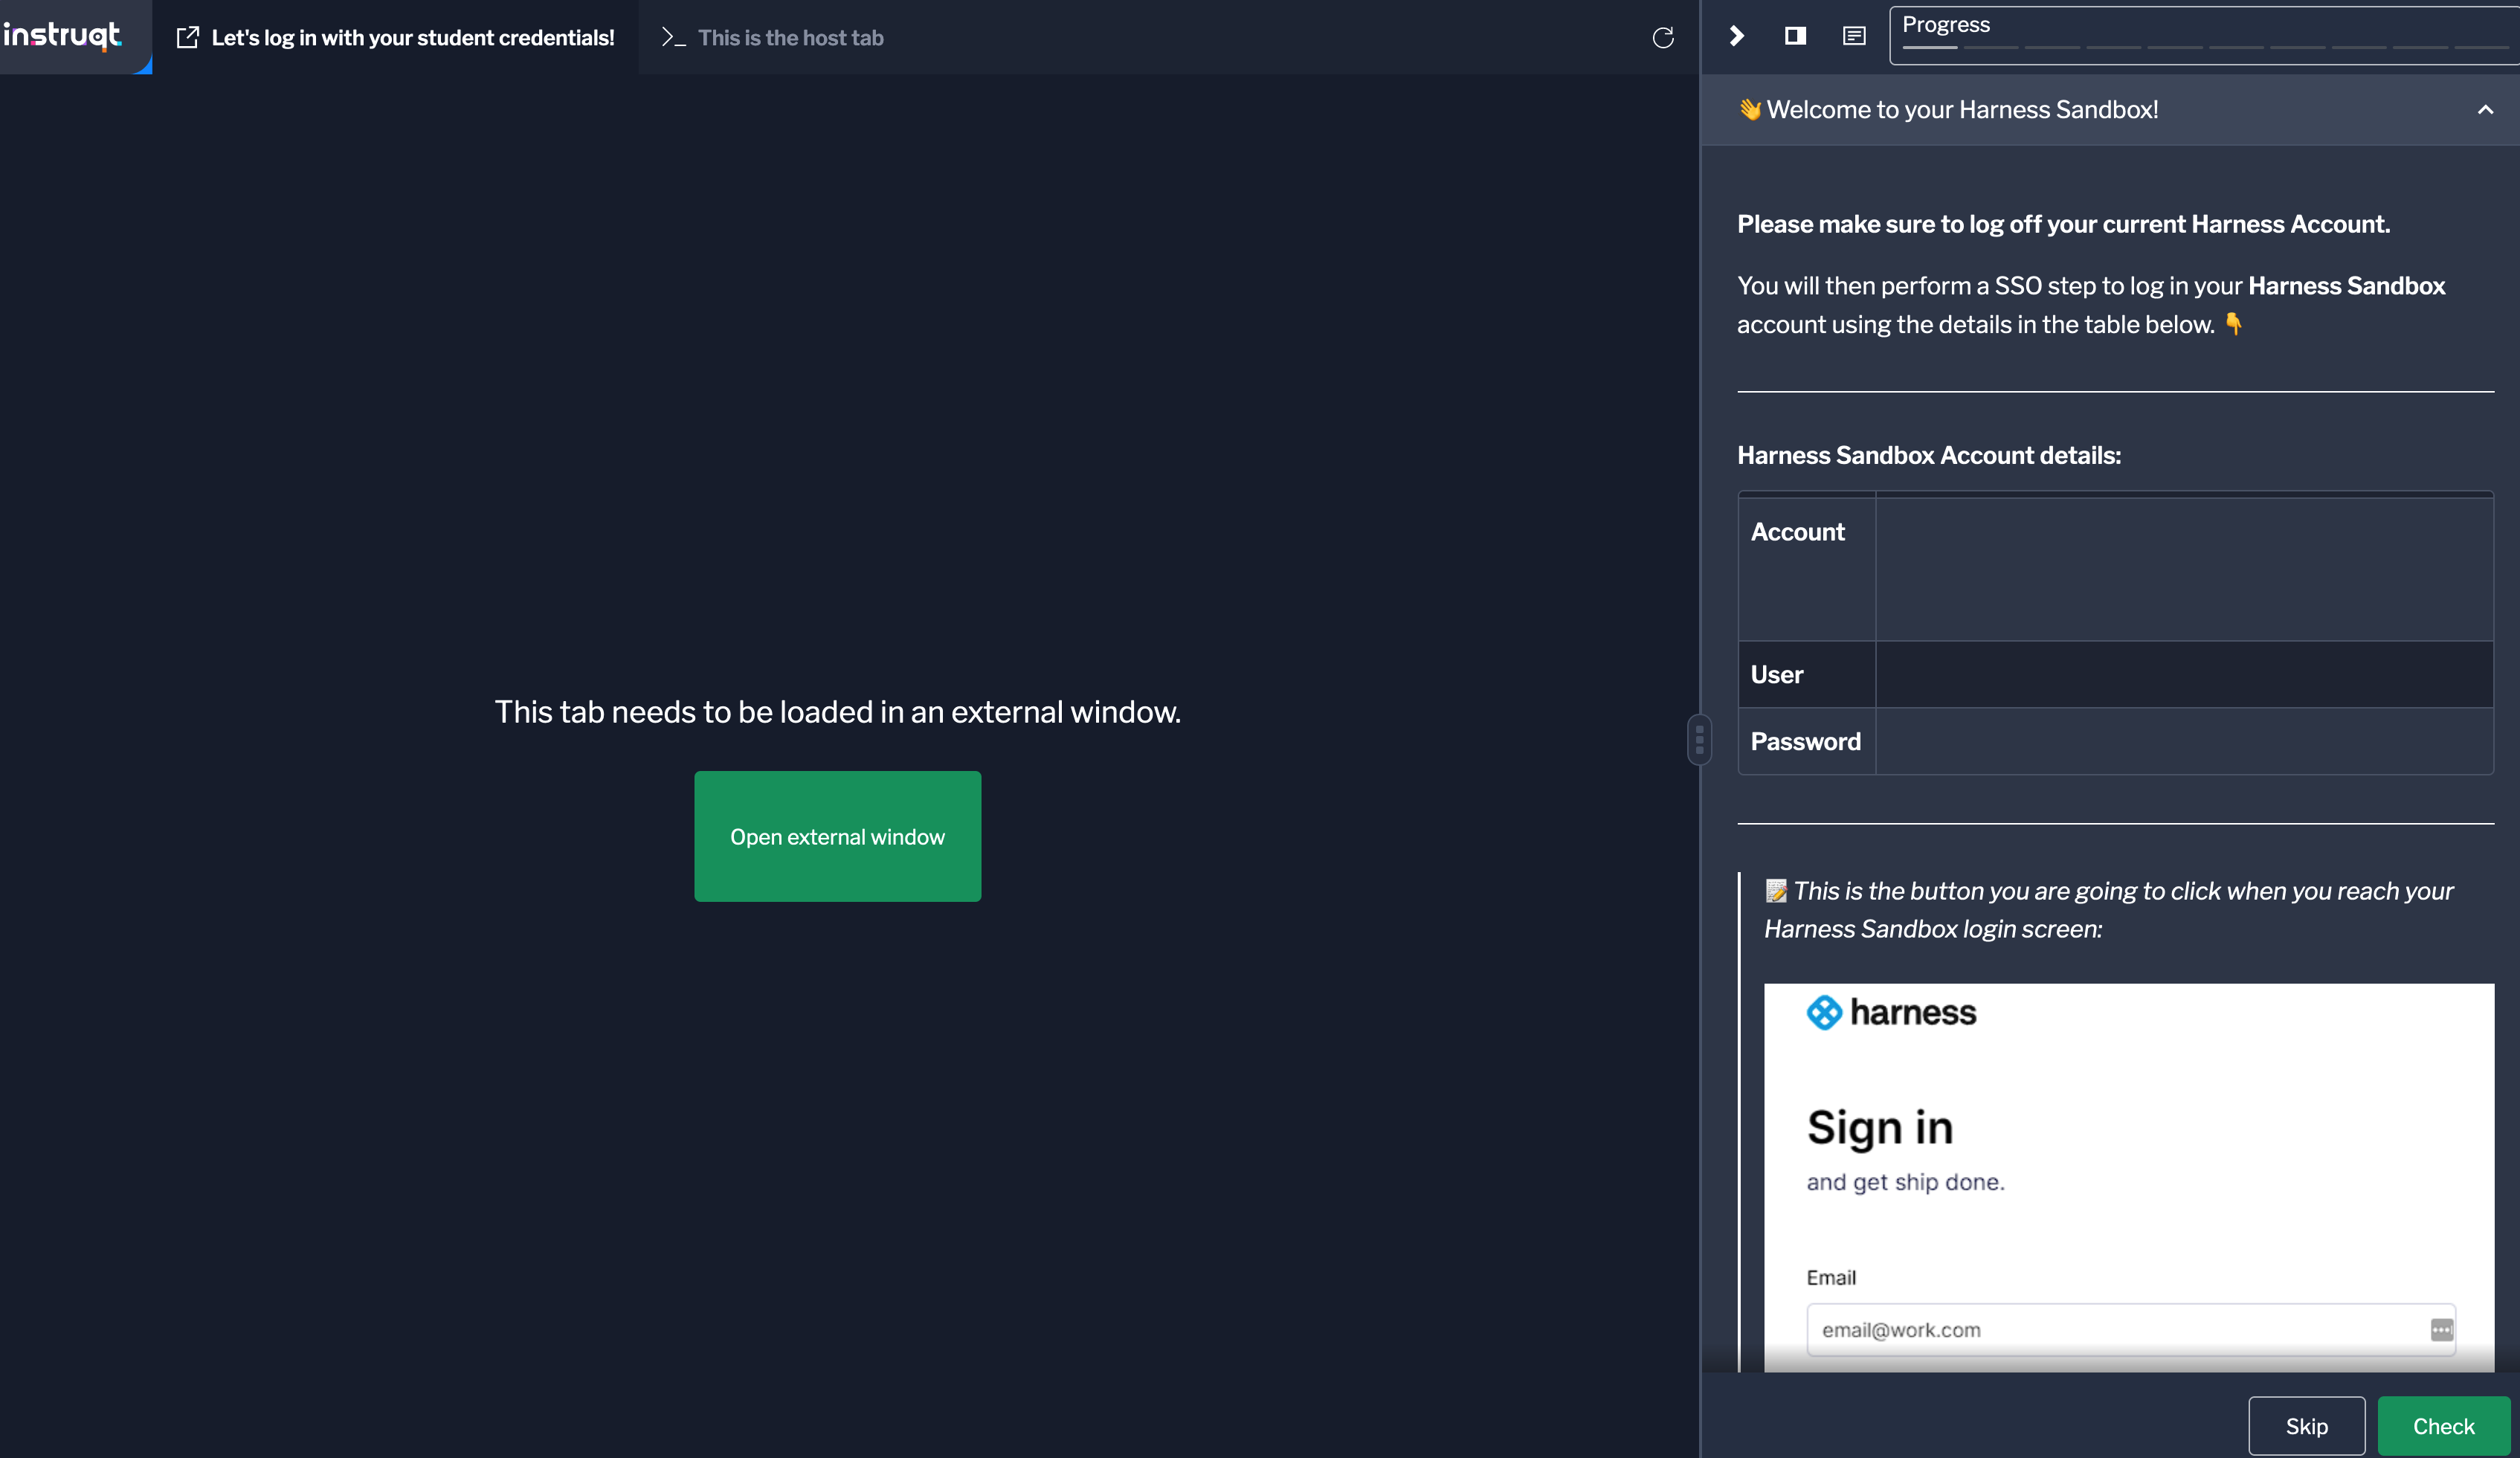 instruqt
Let's log in with your student credentials!
>_ This is the host tab
This tab needs to be loaded in an external window.
Open external window
Progress
👋 Welcome to your Harness Sandbox!
Please make sure to log off your current Harness Account.
You will then perform a SSO step to log in your Harness Sandbox
account using the details in the table below. 👇
Harness Sandbox Account details:
Account
User
Password
📝 This is the button you are going to click when you reach your
Harness Sandbox login screen:
harness
Sign in
and get ship done.
Email
email@work.com
Skip
Check